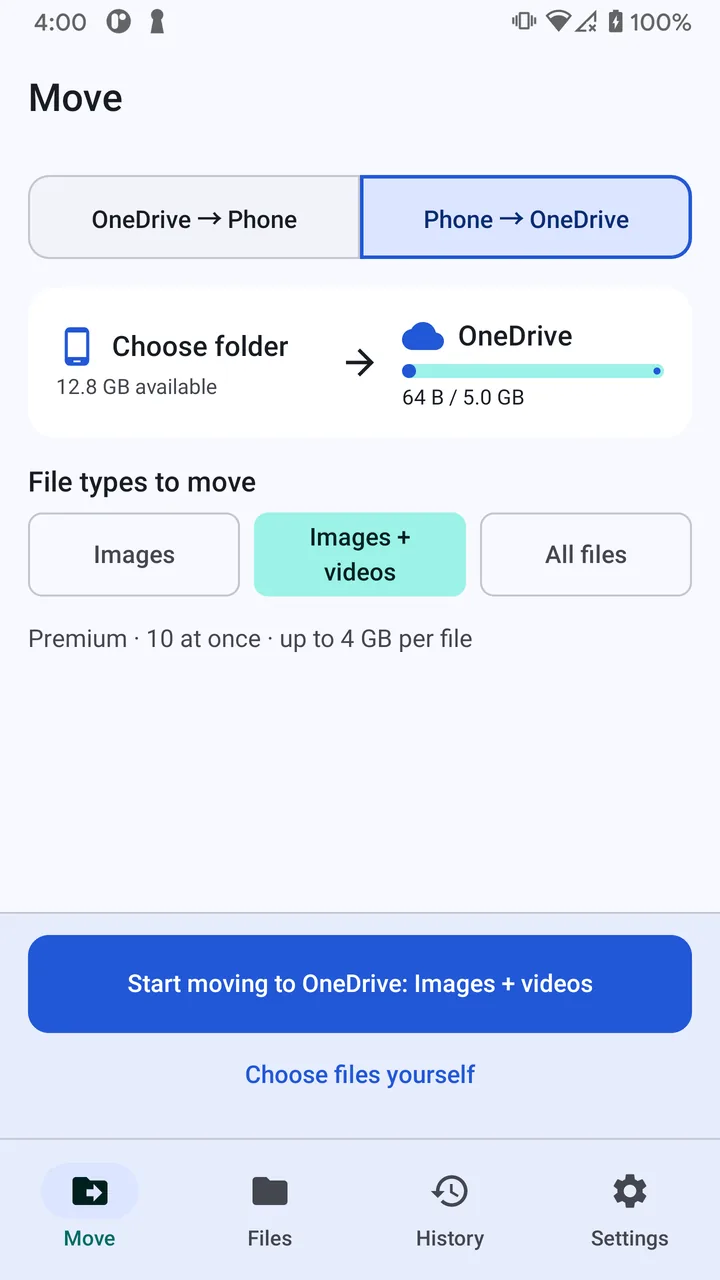 4:00
100%
Move
OneDrive → Phone
Phone → OneDrive
Choose folder
12.8 GB available
OneDrive
64 B / 5.0 GB
File types to move
Images
Images +
videos
All files
Premium · 10 at once · up to 4 GB per file
Start moving to OneDrive: Images + videos
Choose files yourself
Move
Files
History
Settings